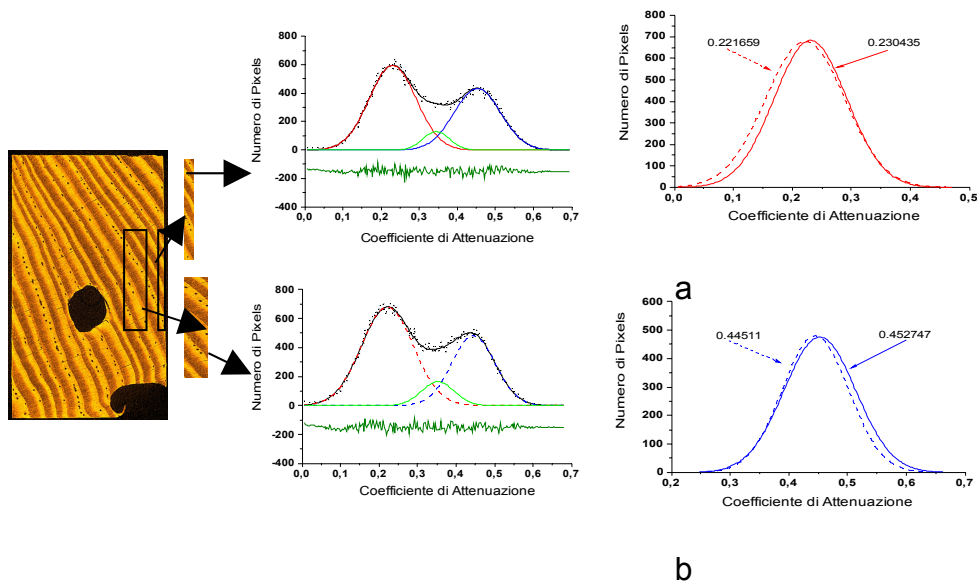 800
600
400
200
0
-200
-400
Numero di Pixels
0,0 0,1 0,2 0,3 0,4 0,5 0,6 0,7
Coefficiente di Attenuazione
800
700
600
500
400
300
200
100
0
Numero di Pixels
0.221659
0.230435
0,0 0,1 0,2 0,3 0,4 0,5
Coefficiente di Attenuazione
a
800
600
400
200
0
-200
-400
Numero di Pixels
0,0 0,1 0,2 0,3 0,4 0,5 0,6 0,7
Coefficiente di Attenuazione
600
500
400
300
200
100
0
Numero di Pixels
0.44511
0.452747
0,2 0,3 0,4 0,5 0,6 0,7
Coefficiente di Attenuazione
b